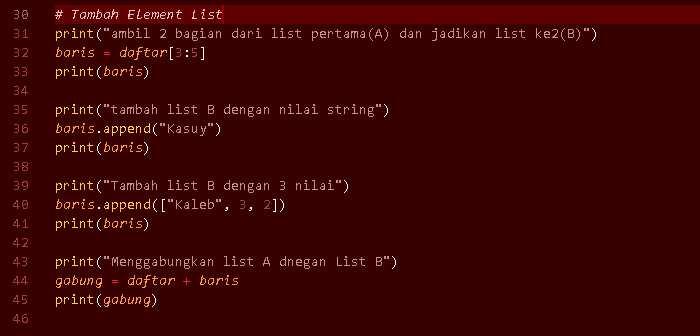 30 # Tambah Element List
31 print("ambil 2 bagian dari list pertama(A) dan jadikan list ke2(B)")
32 baris = daftar[3:5]
33 print(baris)
34
35 print("tambah list B dengan nilai string")
36 baris.append("Kasuy")
37 print(baris)
38
39 print("Tambah list B dengan 3 nilai")
40 baris.append(["Kaleb", 3, 2])
41 print(baris)
42
43 print("Menggabungkan list A dnegan List B")
44 gabung = daftar + baris
45 print(gabung)
46